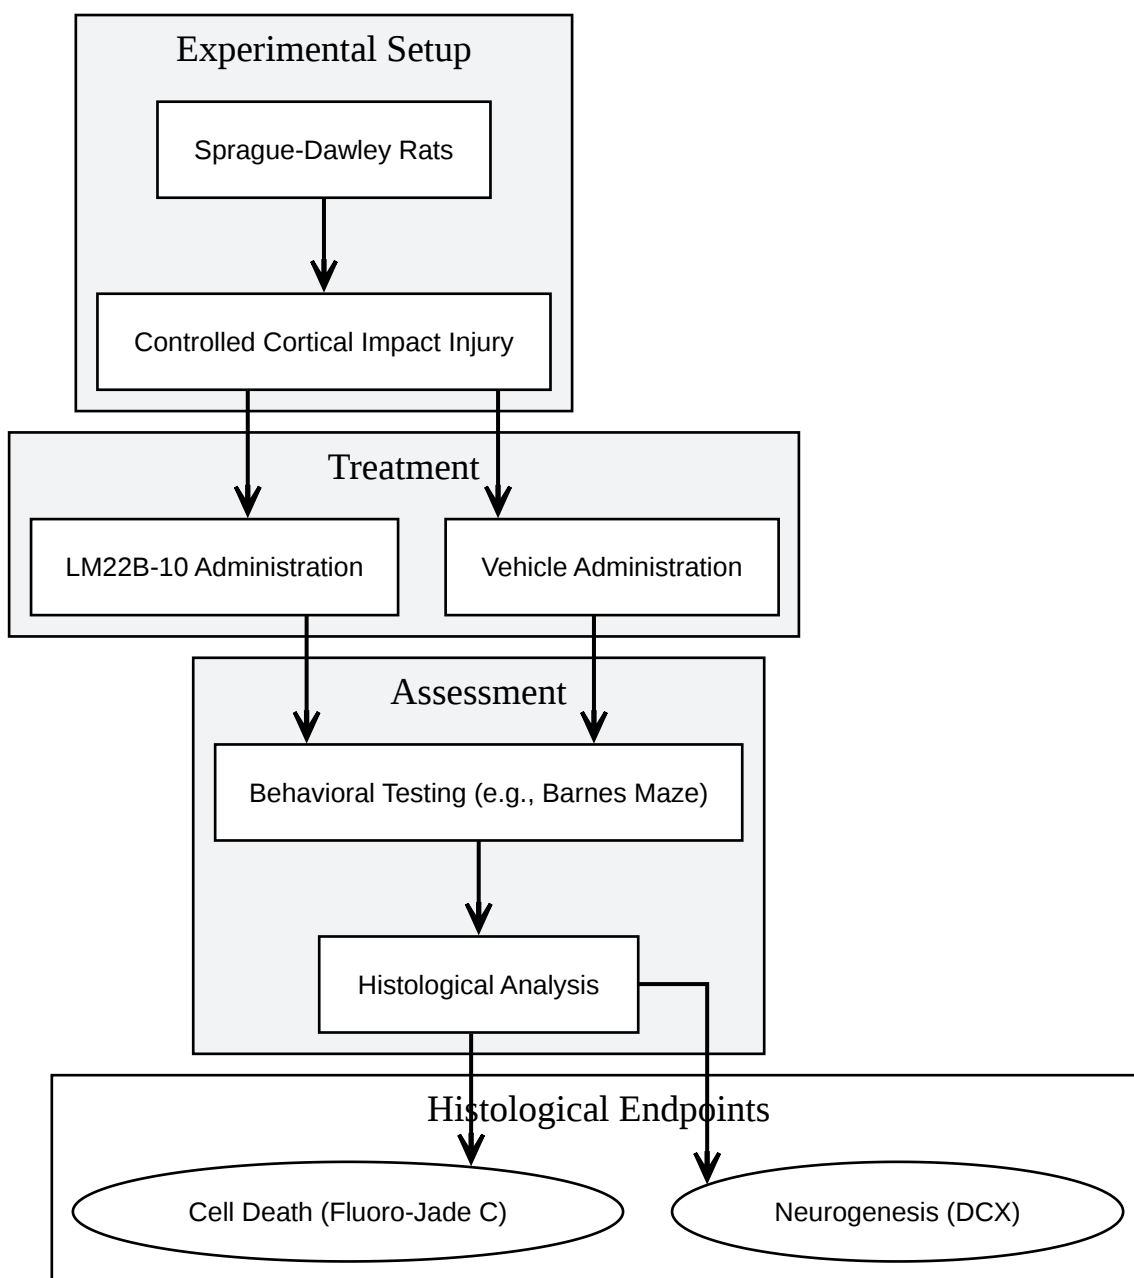 Experimental Setup
Sprague-Dawley Rats
Controlled Cortical Impact Injury
Treatment
LM22B-10 Administration
Vehicle Administration
Assessment
Behavioral Testing (e.g., Barnes Maze)
Histological Analysis
Histological Endpoints
Cell Death (Fluoro-Jade C)
Neurogenesis (DCX)